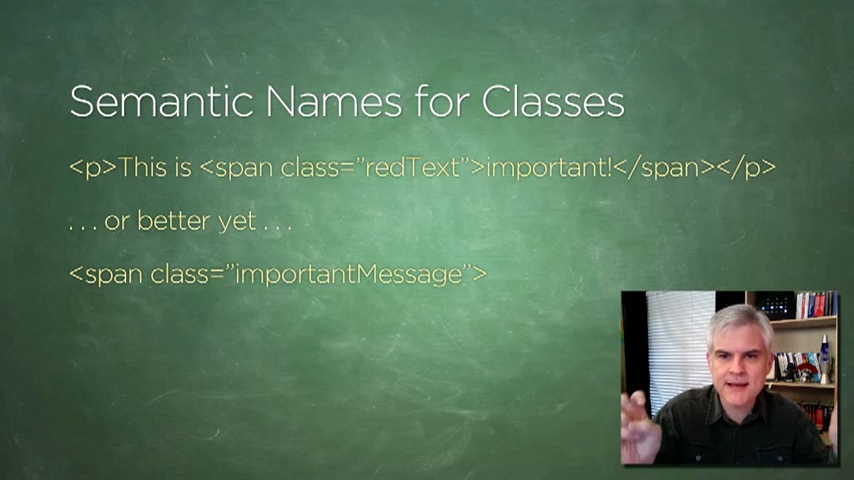 Semantic Names for Classes
<p>This is <span class=”redText”>important!</span></p>
. . . or better yet . . .
<span class=”importantMessage”>